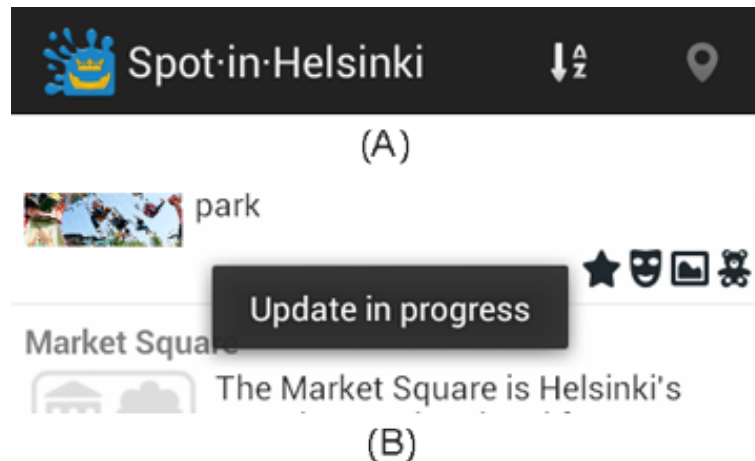 Spot·in·Helsinki
A
Z
(A)
park
Update in progress
Market Square
The Market Square is Helsinki's
(B)